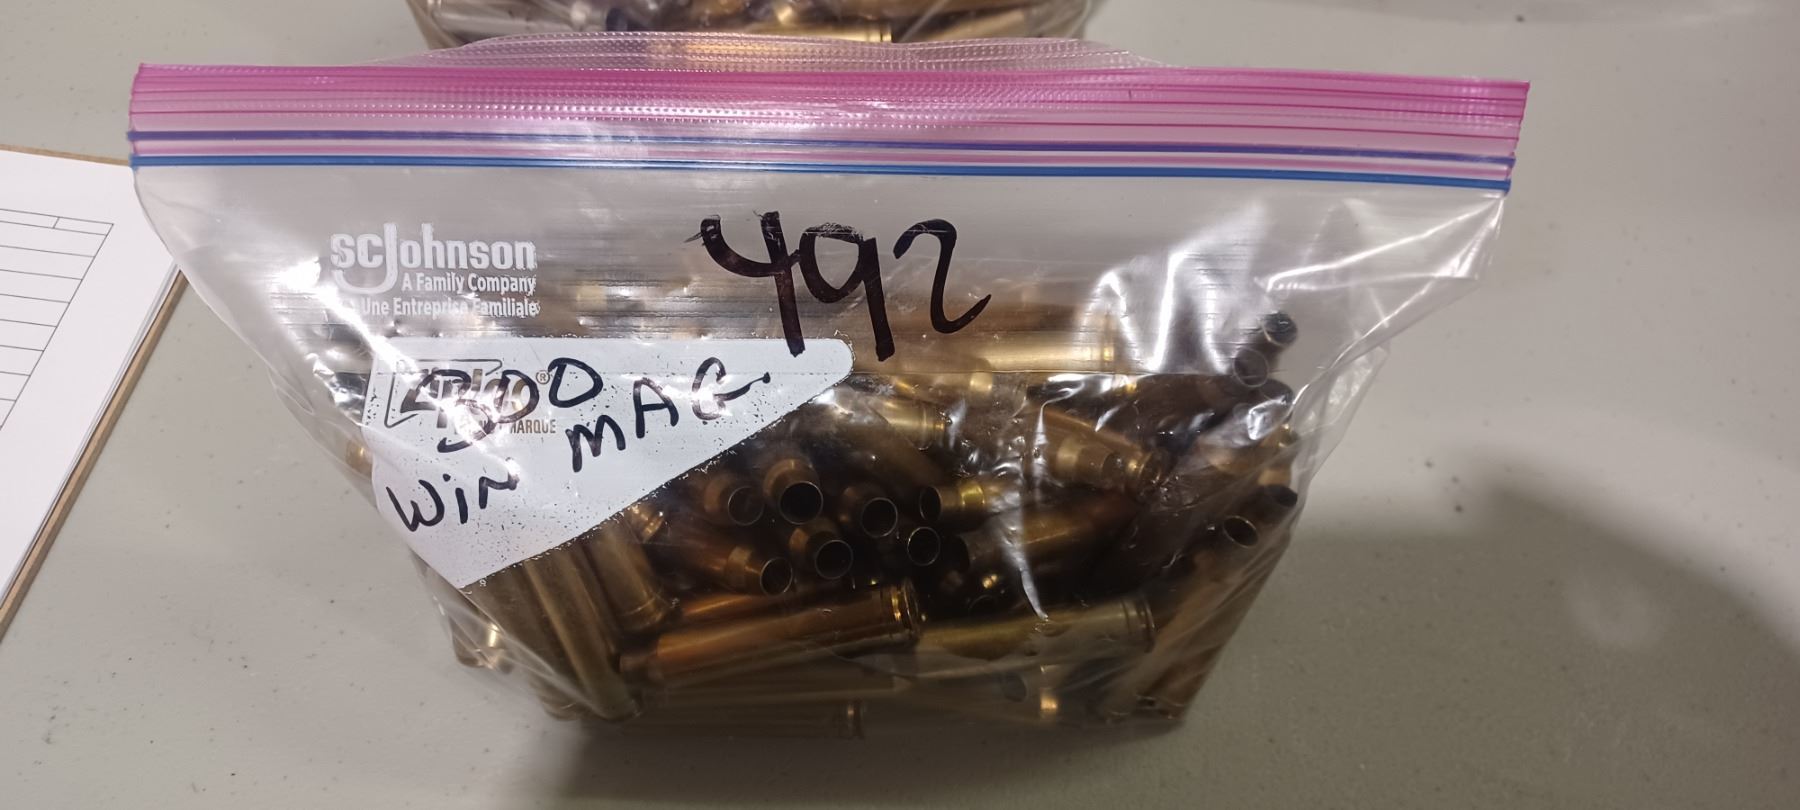 492
scJohnson
A Family Company
Une Entreprise Familiale
300
WiN MAG